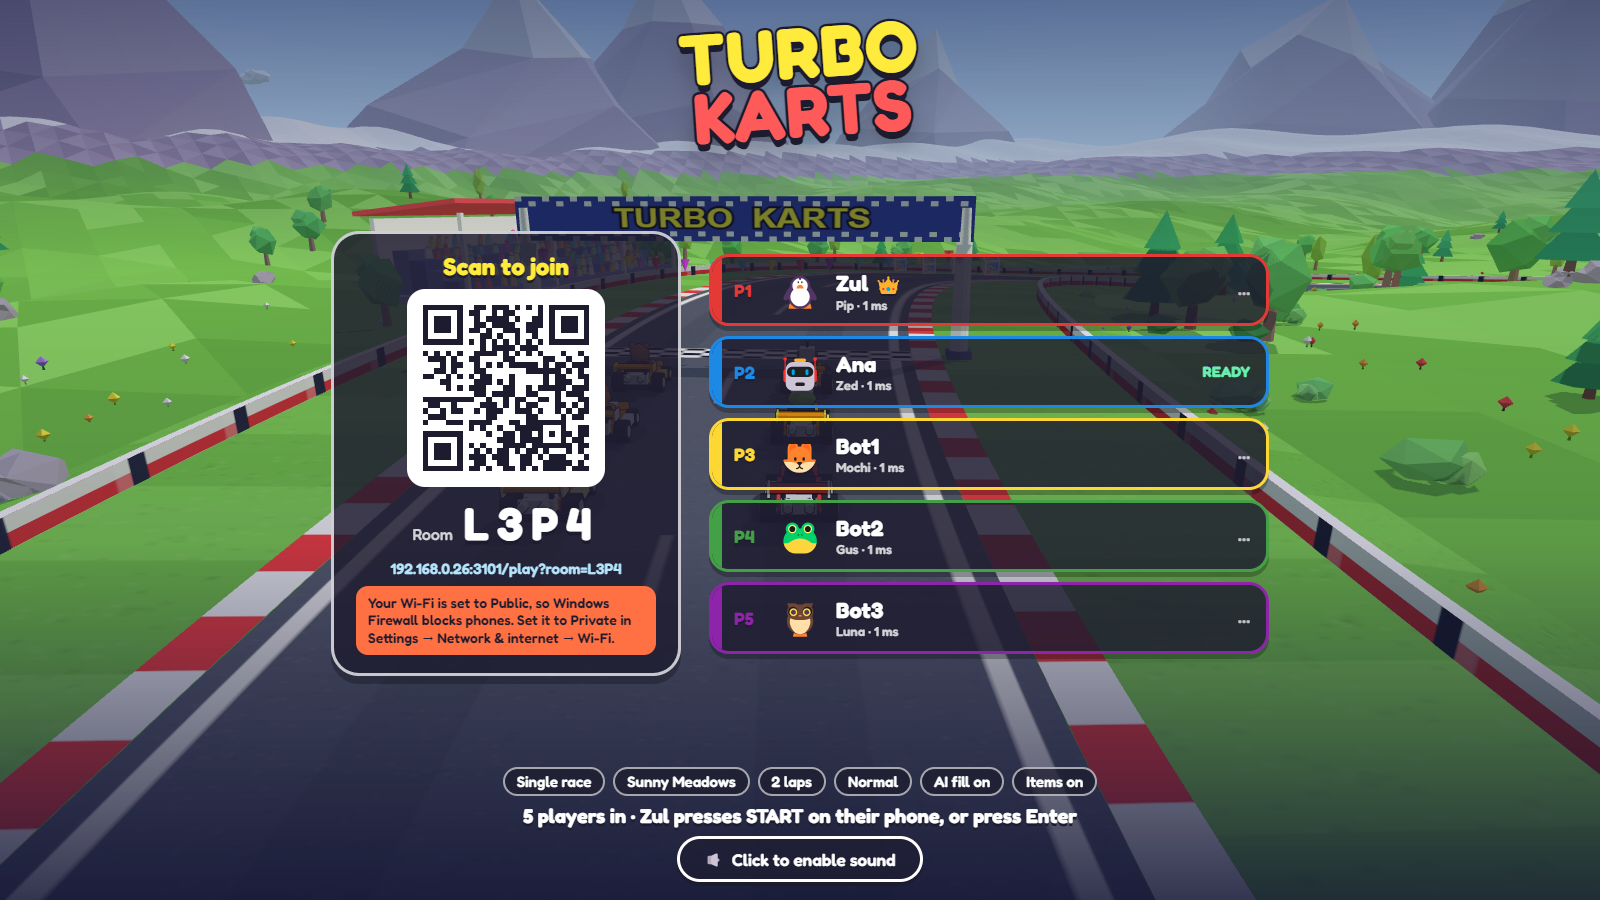 TURBO
KARTS
TURBO KARTS
Scan to join
Room L3P4
192.168.0.26:3101/play?room=L3P4
Your Wi-Fi is set to Public, so Windows
Firewall blocks phones. Set it to Private in
Settings → Network & internet → Wi-Fi.
P1 Zul ...
Pip · 1 ms
P2 Ana READY
Zed · 1 ms
P3 Bot1 ...
Mochi · 1 ms
P4 Bot2 ...
Gus · 1 ms
P5 Bot3 ...
Luna · 1 ms
Single race Sunny Meadows 2 laps Normal AI fill on Items on
5 players in · Zul presses START on their phone, or press Enter
Click to enable sound